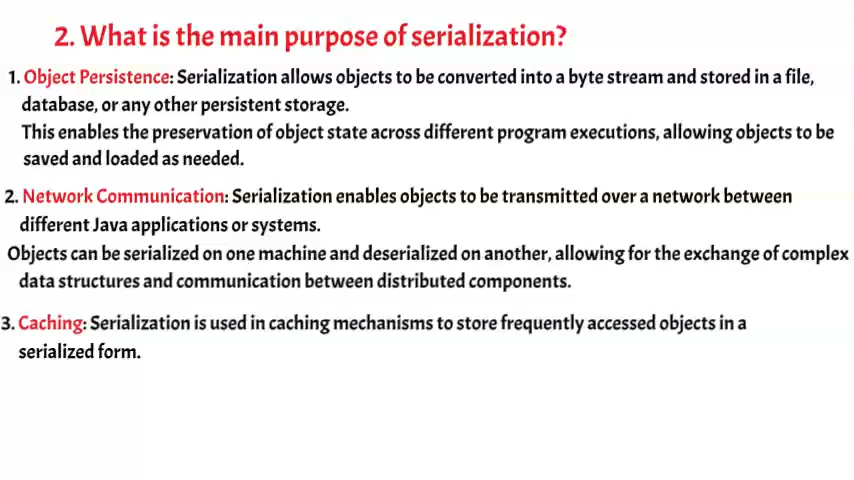 2. What is the main purpose of serialization?
1. Object Persistence: Serialization allows objects to be converted into a byte stream and stored in a file,
database, or any other persistent storage.
This enables the preservation of object state across different program executions, allowing objects to be
saved and loaded as needed.
2. Network Communication: Serialization enables objects to be transmitted over a network between
different Java applications or systems.
Objects can be serialized on one machine and deserialized on another, allowing for the exchange of complex
data structures and communication between distributed components.
3. Caching: Serialization is used in caching mechanisms to store frequently accessed objects in a
serialized form.